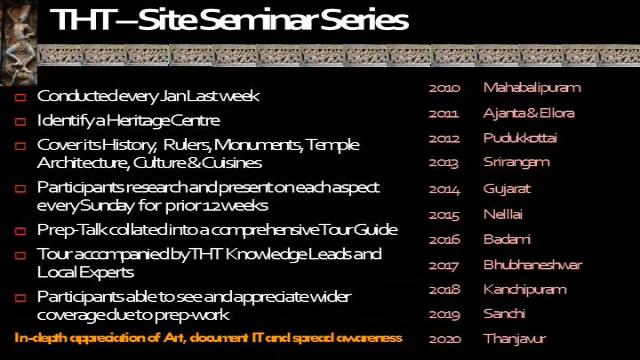 THT – Site Seminar Series
Conducted every Jan Last week
Identify a Heritage Centre
Cover its History, Rulers, Monuments, Temple
Architecture, Culture & Cuisines
Participants research and present on each aspect
every Sunday for prior 12 weeks
Prep-Talk collated into a comprehensive Tour Guide
Tour accompanied by THT Knowledge Leads and
Local Experts
Participants able to see and appreciate wider
coverage due to prep-work
In-depth appreciation of Art, document IT and spread awareness
2010 Mahabalipuram
2011 Ajanta & Ellora
2012 Pudukkottai
2013 Srirangam
2014 Gujarat
2015 Nelllai
2016 Badami
2017 Bhubhaneshwar
2018 Kanchipuram
2019 Sanchi
2020 Thanjavur